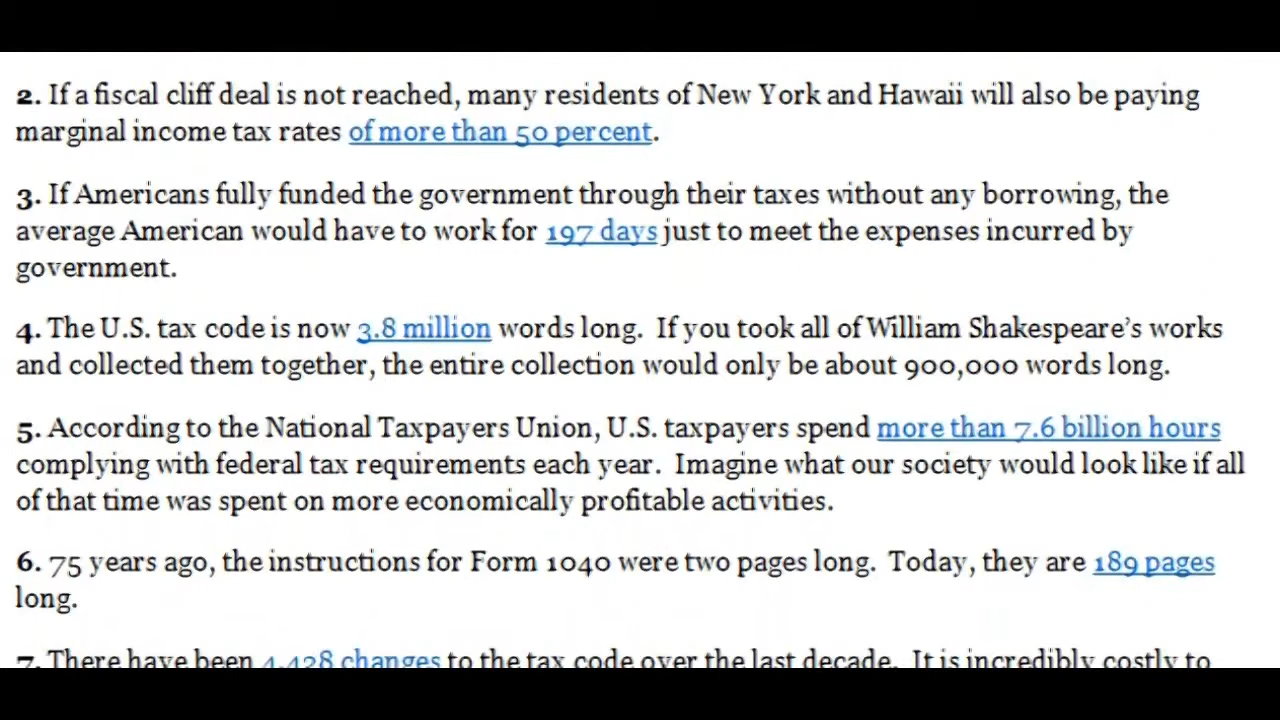 2. If a fiscal cliff deal is not reached, many residents of New York and Hawaii will also be paying
marginal income tax rates of more than 50 percent.
3. If Americans fully funded the government through their taxes without any borrowing, the
average American would have to work for 197 days just to meet the expenses incurred by
government.
4. The U.S. tax code is now 3.8 million words long.  If you took all of William Shakespeare’s works
and collected them together, the entire collection would only be about 900,000 words long.
5. According to the National Taxpayers Union, U.S. taxpayers spend more than 7.6 billion hours
complying with federal tax requirements each year.  Imagine what our society would look like if all
of that time was spent on more economically profitable activities.
6. 75 years ago, the instructions for Form 1040 were two pages long.  Today, they are 189 pages
long.
7. There have been 4,428 changes to the tax code over the last decade.  It is incredibly costly to